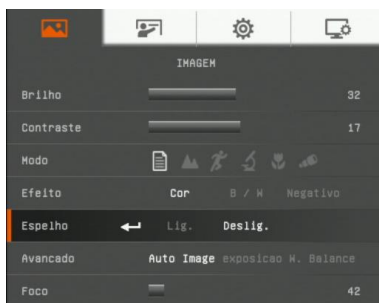 IMAGEM
Brilho 32
Contraste 17
Modo
Efeito Cor B / W Negativo
Espelho Lig. Deslig.
Avancado Auto Image exposicao W. Balance
Foco 42